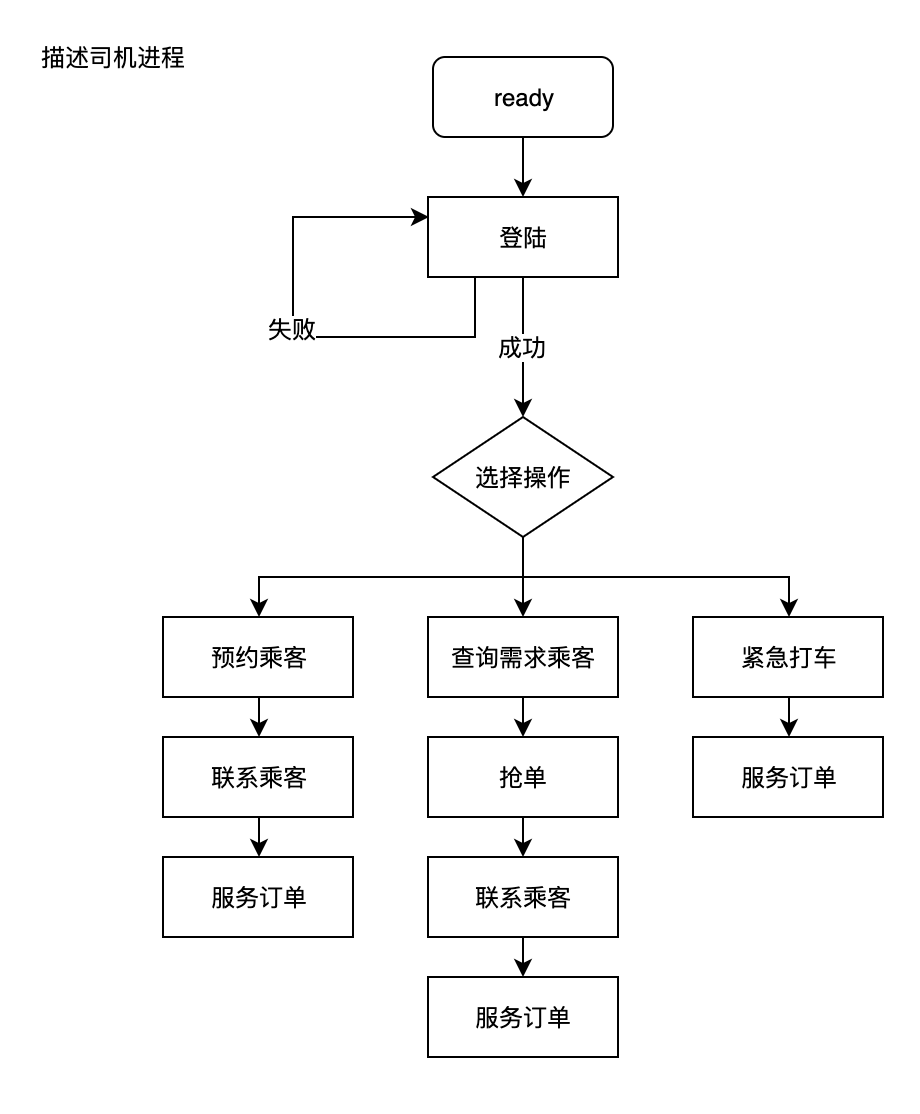 描述司机进程
ready
登陆
失败
成功
选择操作
预约乘客
查询需求乘客
紧急打车
联系乘客
抢单
服务订单
服务订单
联系乘客
服务订单